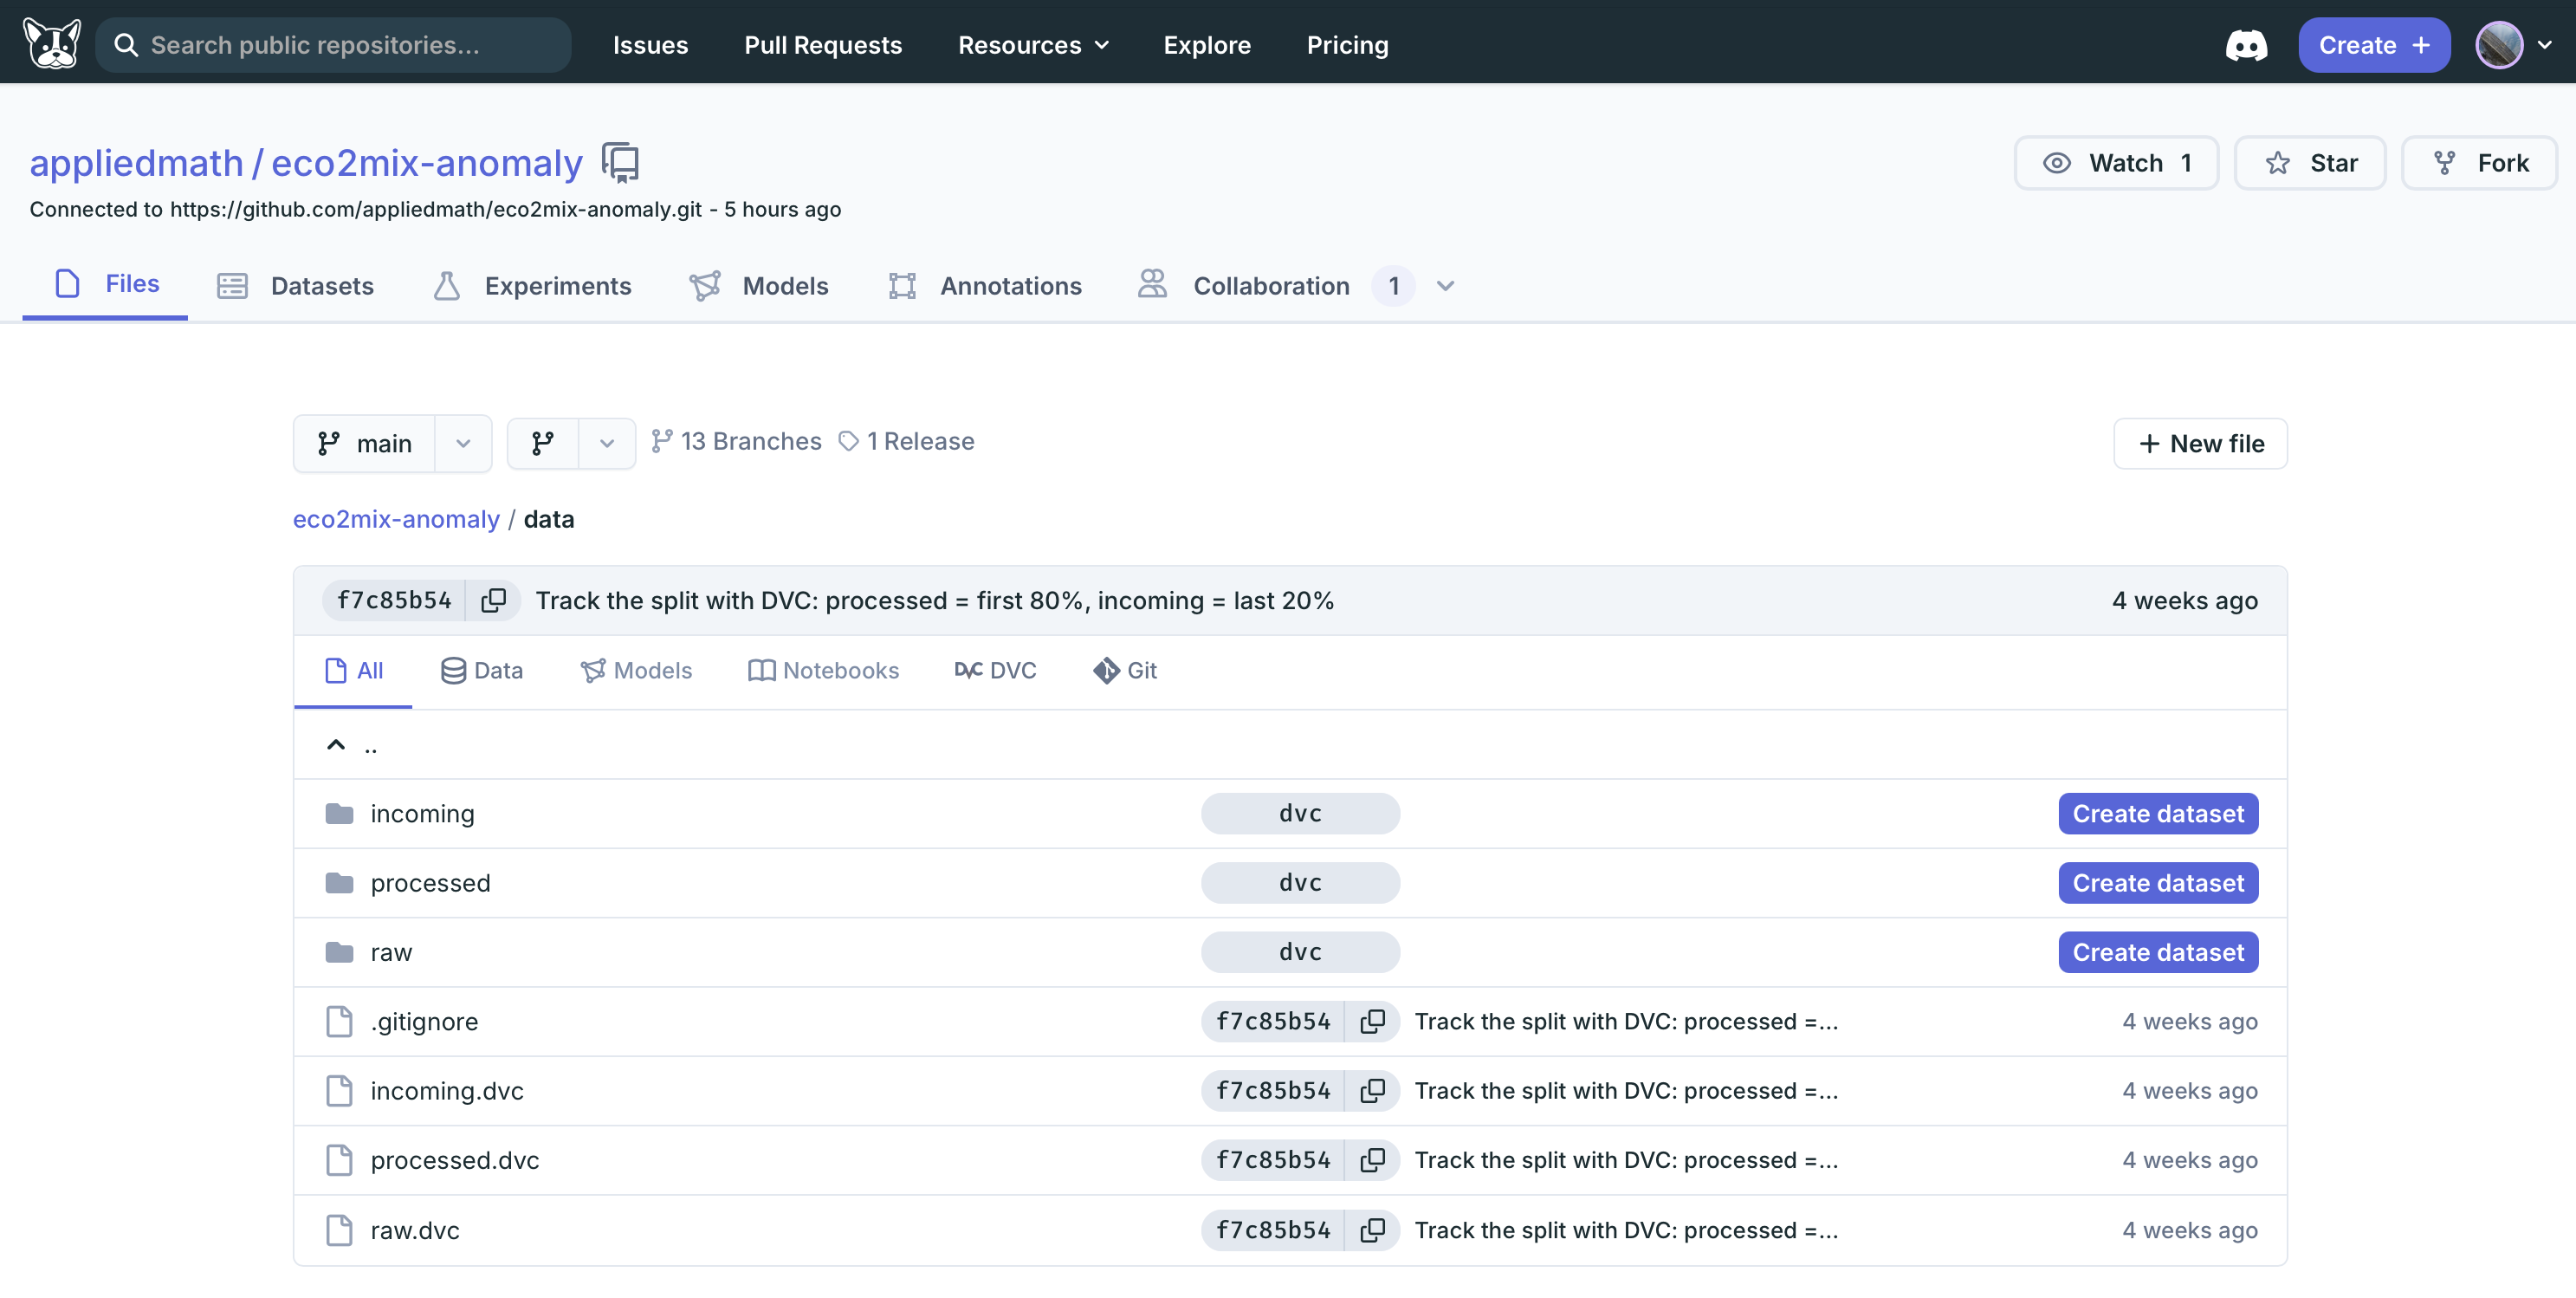 Search public repositories... Issues Pull Requests Resources Explore Pricing Create +
appliedmath / eco2mix-anomaly Watch 1 Star Fork
Connected to https://github.com/appliedmath/eco2mix-anomaly.git - 5 hours ago
Files Datasets Experiments Models Annotations Collaboration 1
main 13 Branches 1 Release + New file
eco2mix-anomaly / data
f7c85b54 Track the split with DVC: processed = first 80%, incoming = last 20% 4 weeks ago
All Data Models Notebooks DVC DVC Git
..
incoming dvc Create dataset
processed dvc Create dataset
raw dvc Create dataset
.gitignore f7c85b54 Track the split with DVC: processed =... 4 weeks ago
incoming.dvc f7c85b54 Track the split with DVC: processed =... 4 weeks ago
processed.dvc f7c85b54 Track the split with DVC: processed =... 4 weeks ago
raw.dvc f7c85b54 Track the split with DVC: processed =... 4 weeks ago